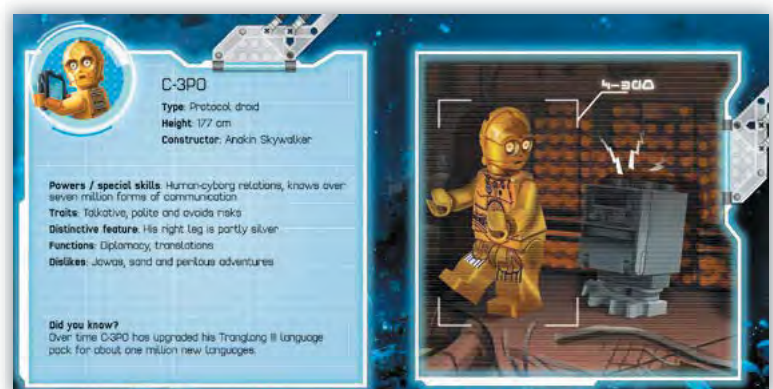 C-3PO
Type: Protocol droid
Height: 177 cm
Constructor: Anakin Skywalker
Powers / special skills: Human-cyborg relations, knows over
seven million forms of communication
Traits: Talkative, polite and avoids risks
Distinctive feature: His right leg is partly silver
Functions: Diplomacy, translations
Dislikes: Jawas, sand and perilous adventures
Did you know?
Over time C-3PO has upgraded his Tranglang III language
pack for about one million new languages.